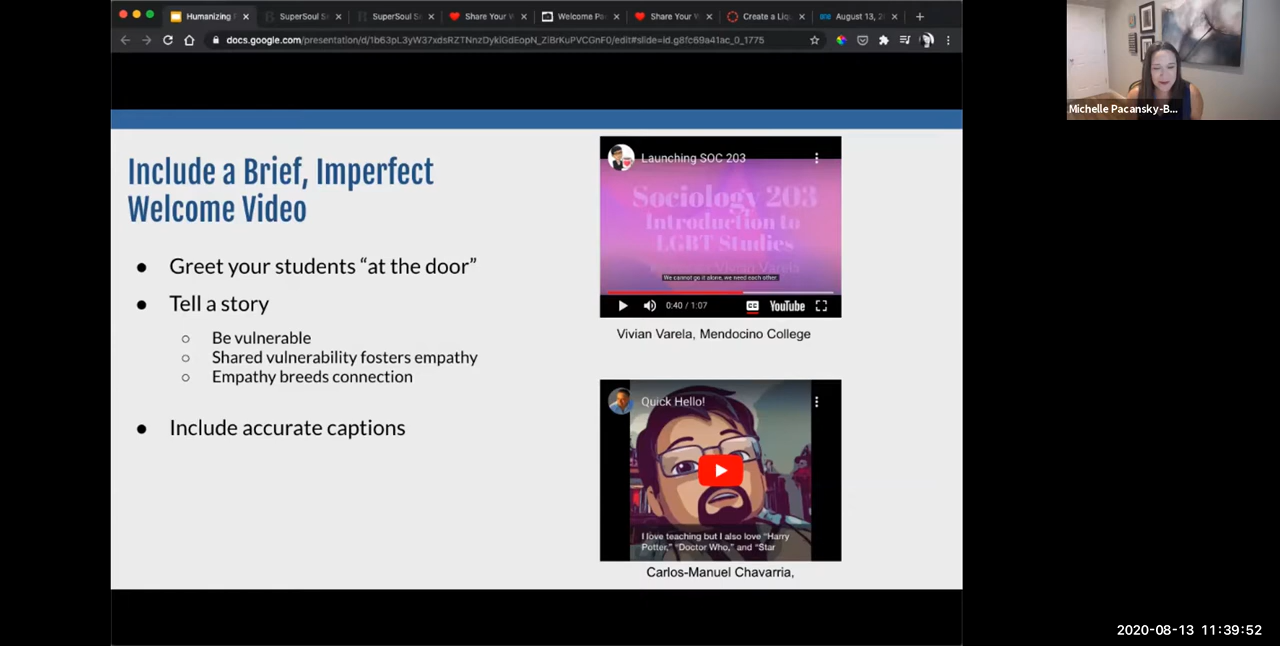 Humanizing
SuperSoul S
SuperSoul S
Share Your V
Welcome Pa
Share Your V
Create a Liq
August 13, 2
docs.google.com/presentation/d/1b63pL3yW37xdsRZTNnzDyklGdEopN_ZiBrKuPVCGnF0/edit#slide=id.g8fc69a41ac_0_1775
Michelle Pacansky-B...
Include a Brief, Imperfect
Welcome Video
● Greet your students “at the door”
● Tell a story
○ Be vulnerable
○ Shared vulnerability fosters empathy
○ Empathy breeds connection
● Include accurate captions
Launching SOC 203
Sociology 203
Introduction to
LGBT Studies
Vivian Varela
We cannot go it alone, we need each other.
0:40 / 1:07
CC
YouTube
Vivian Varela, Mendocino College
Quick Hello!
I love teaching but I also love "Harry
Potter," "Doctor Who," and "Star
Carlos-Manuel Chavarria,
2020-08-13 11:39:52